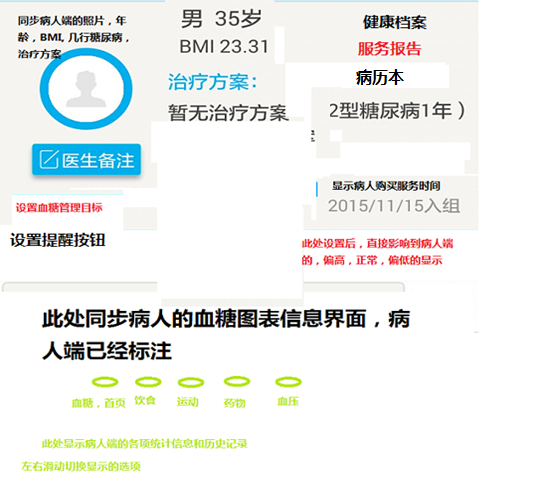 同步病人端的照片，年
龄，BMI, 几行糖尿病，
治疗方案
男 35岁
BMI 23.31
治疗方案：
暂无治疗方案
健康档案
服务报告
病历本
2型糖尿病1年）
医生备注
显示病人购买服务时间
2015/11/15入组
设置血糖管理目标
设置提醒按钮
此处设置后，直接影响到病人端
的，偏高，正常，偏低的显示
此处同步病人的血糖图表信息界面，病
人端已经标注
血糖，首页
饮食
运动
药物
血压
此处显示病人端的各项统计信息和历史记录
左右滑动切换显示的选项